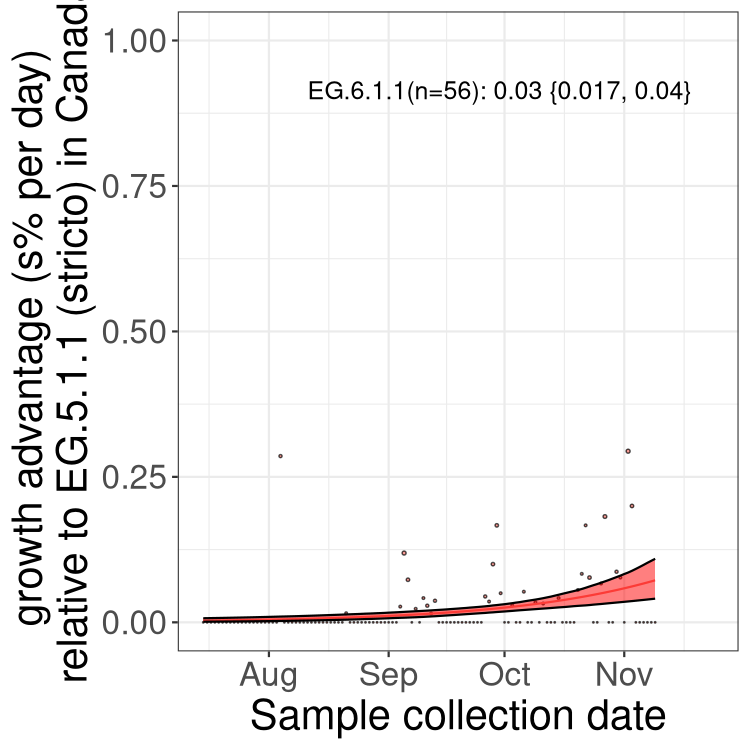 growth advantage (s% per day)
relative to EG.5.1.1 (stricto) in Canada
1.00
0.75
0.50
0.25
0.00
EG.6.1.1(n=56): 0.03 {0.017, 0.04}
Aug Sep Oct Nov
Sample collection date